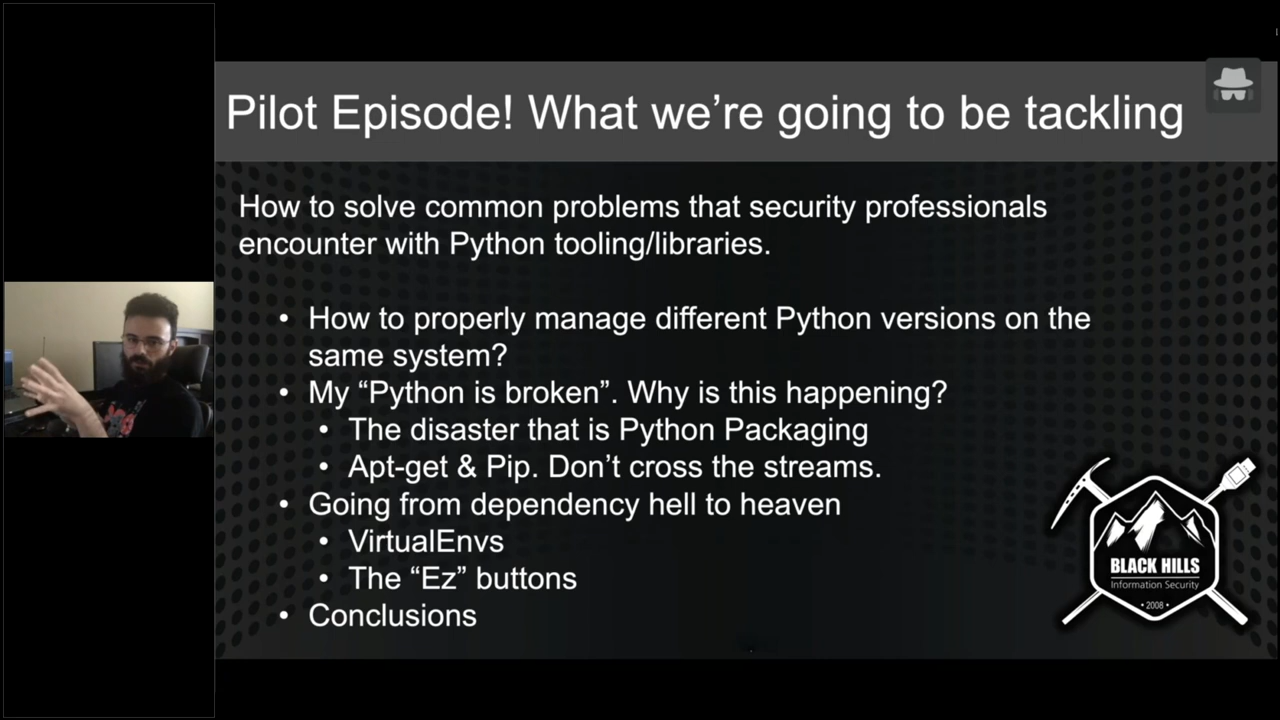 Pilot Episode! What we’re going to be tackling
How to solve common problems that security professionals
encounter with Python tooling/libraries.
• How to properly manage different Python versions on the
same system?
• My “Python is broken”. Why is this happening?
• The disaster that is Python Packaging
• Apt-get & Pip. Don’t cross the streams.
• Going from dependency hell to heaven
• VirtualEnvs
• The “Ez” buttons
• Conclusions
BLACK HILLS
Information Security
• 2008 •